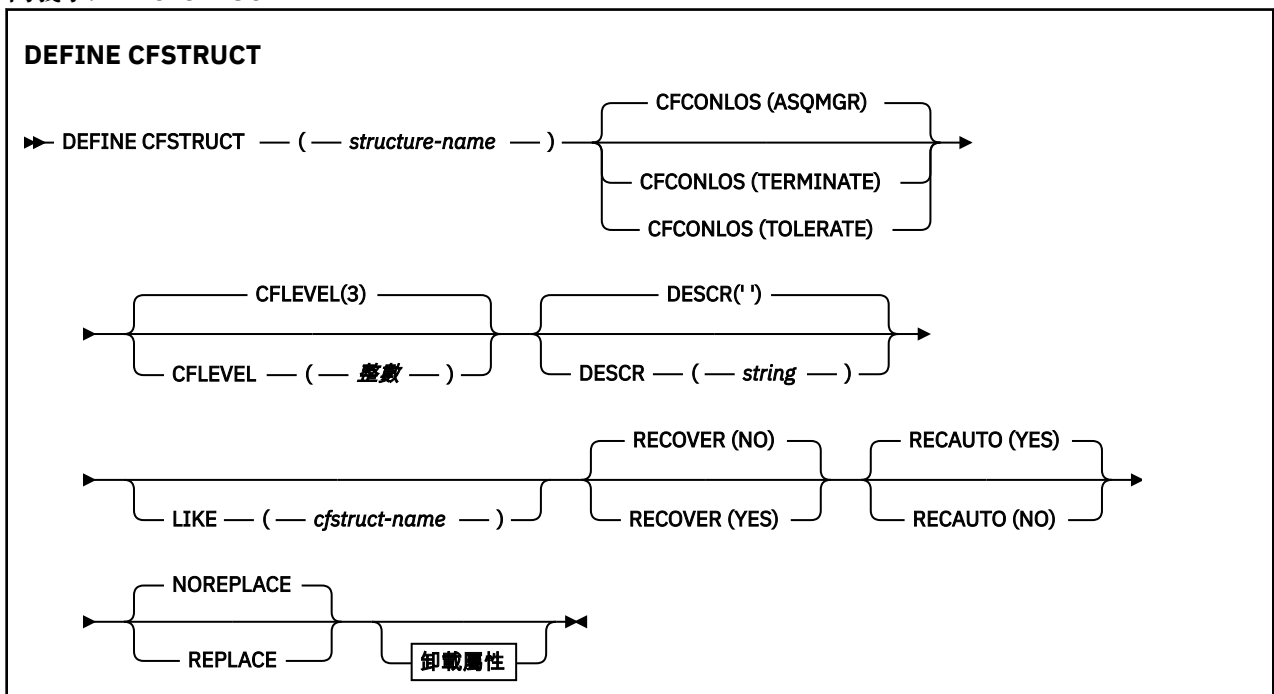 DEFINE CFSTRUCT
CFCONLOS (ASQMGR)
DEFINE CFSTRUCT ( structure-name )
CFCONLOS (TERMINATE)
CFCONLOS (TOLERATE)
CFLEVEL(3) DESCR(' ')
CFLEVEL ( 整數 ) DESCR ( string )
RECOVER (NO) RECAUTO (YES)
LIKE ( cfstruct-name ) RECOVER (YES) RECAUTO (NO)
NOREPLACE
REPLACE 卸載屬性